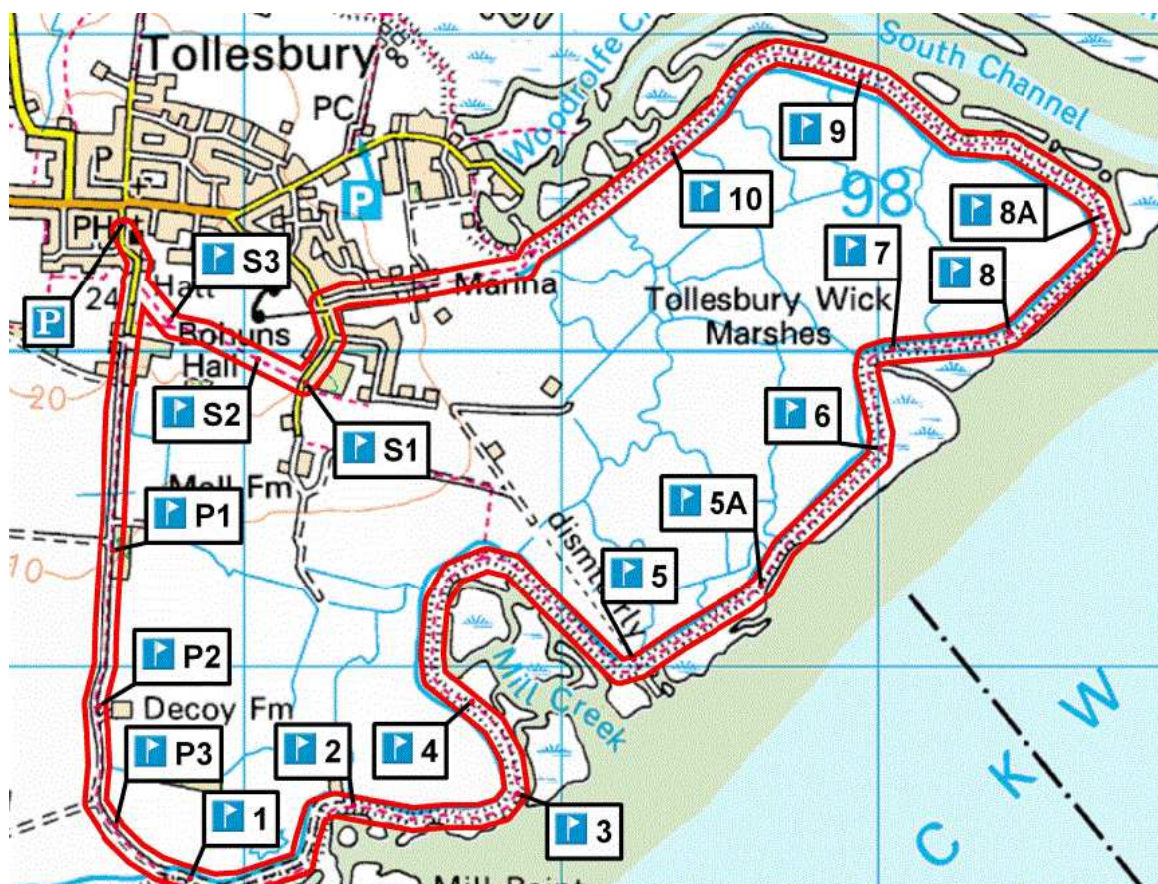 Tollesbury
PC
Woodrolfe
South Channel
P
P
9
10
98
8A
PH
S3
7
8
Hall
24
Marina
Tollesbury Wick
Marshes
P
Bohuns
Hall
20
S2
S1
6
Mell Fm
P1
5A
dism
rly
5
10
P2
Mill Creek
W
Decoy Fm
2
4
P3
K
1
3
C
Mill Point